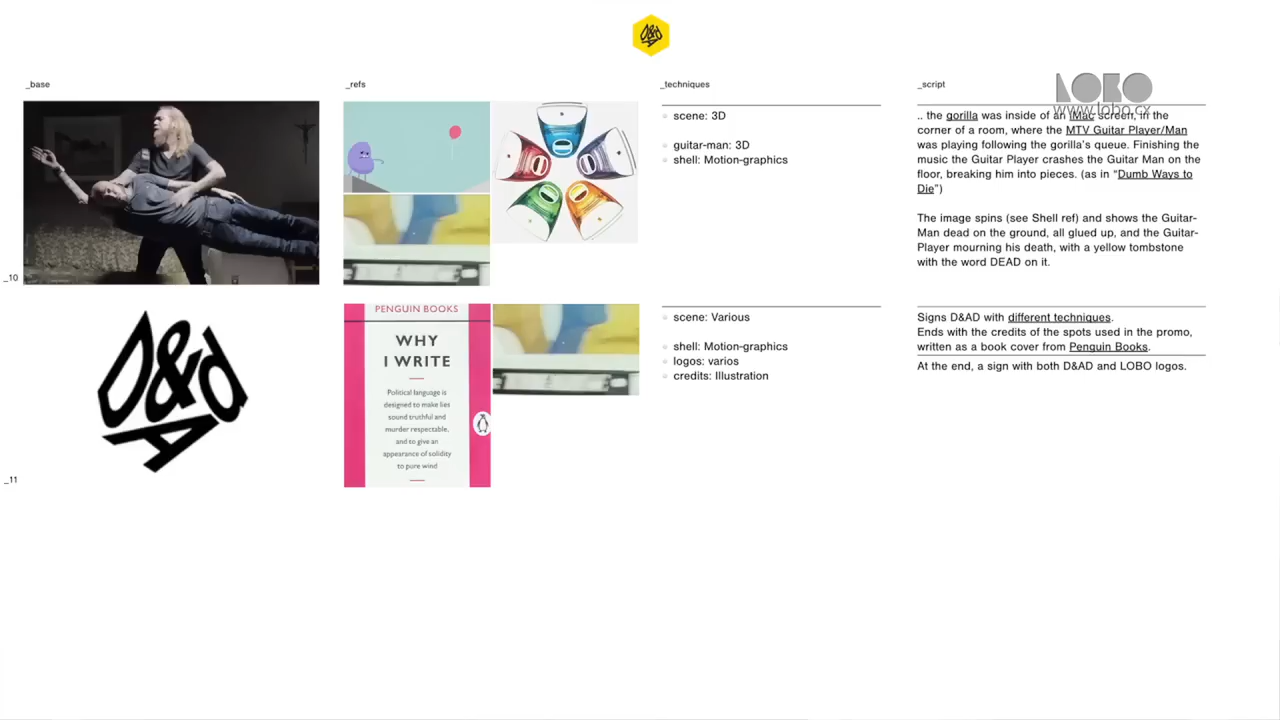 D&AD
_base
_refs
_techniques
_script
LOBO
www.lobo.cx
scene: 3D
guitar-man: 3D
shell: Motion-graphics
.. the gorilla was inside of an iMac screen, in the
corner of a room, where the MTV Guitar Player/Man
was playing following the gorilla's queue. Finishing the
music the Guitar Player crashes the Guitar Man on the
floor, breaking him into pieces. (as in “Dumb Ways to
Die”)
The image spins (see Shell ref) and shows the Guitar-
Man dead on the ground, all glued up, and the Guitar-
Player mourning his death, with a yellow tombstone
with the word DEAD on it.
_10
D&AD
PENGUIN BOOKS
WHY
I WRITE
Political language is
designed to make lies
sound truthful and
murder respectable,
and to give an
appearance of solidity
to pure wind
scene: Various
shell: Motion-graphics
logos: varios
credits: Illustration
Signs D&AD with different techniques.
Ends with the credits of the spots used in the promo,
written as a book cover from Penguin Books.
At the end, a sign with both D&AD and LOBO logos.
_11